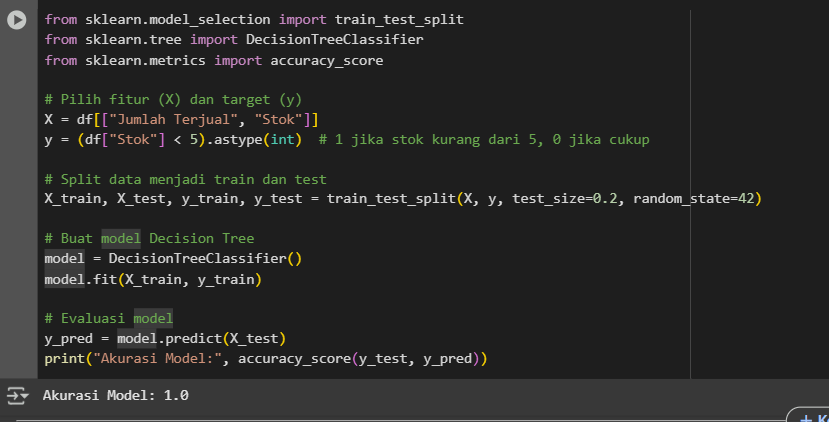 from sklearn.model_selection import train_test_split
from sklearn.tree import DecisionTreeClassifier
from sklearn.metrics import accuracy_score
# Pilih fitur (X) dan target (y)
X = df[["Jumlah Terjual", "Stok"]]
y = (df["Stok"] < 5).astype(int)  # 1 jika stok kurang dari 5, 0 jika cukup
# Split data menjadi train dan test
X_train, X_test, y_train, y_test = train_test_split(X, y, test_size=0.2, random_state=42)
# Buat model Decision Tree
model = DecisionTreeClassifier()
model.fit(X_train, y_train)
# Evaluasi model
y_pred = model.predict(X_test)
print("Akurasi Model:", accuracy_score(y_test, y_pred))
Akurasi Model: 1.0